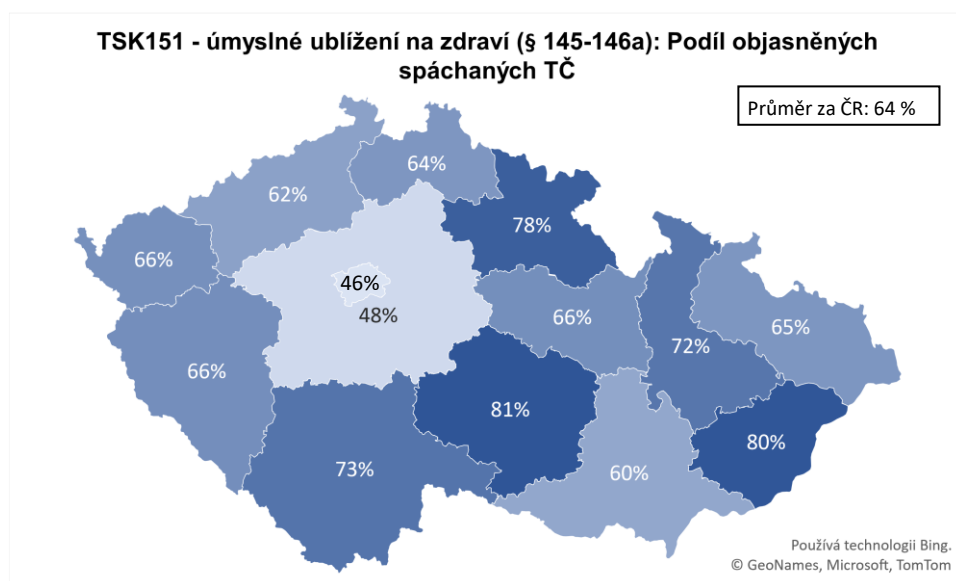 TSK151 - úmyslné ublížení na zdraví (§ 145-146a): Podíl objasněných
spáchaných TČ
Průměr za ČR: 64 %
64%
62%
78%
66%
46%
48%
66%
65%
72%
66%
81%
80%
73%
60%
Používá technologii Bing.
© GeoNames, Microsoft, TomTom